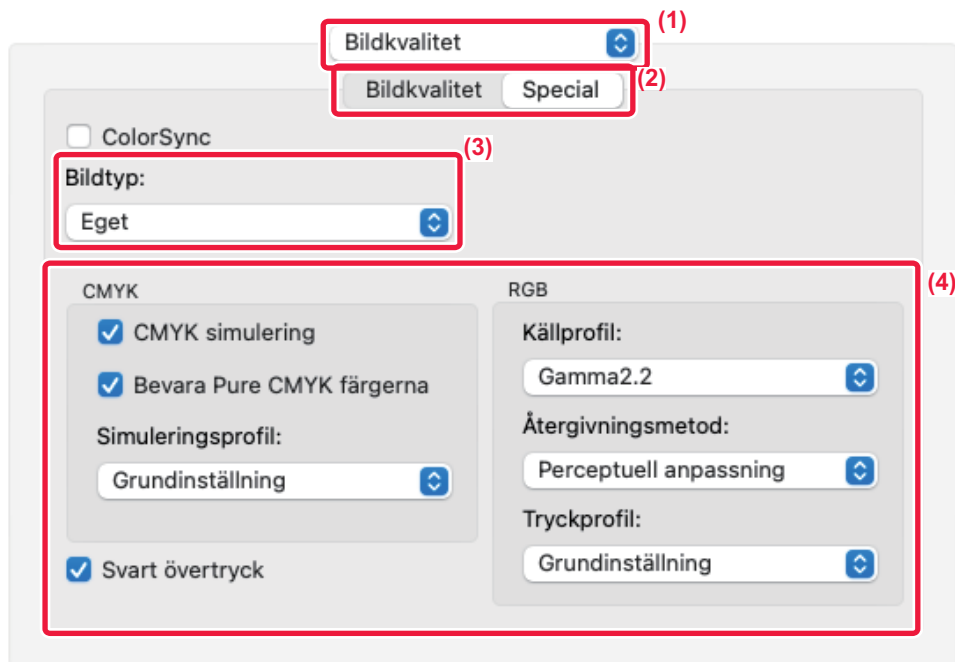 (1)
Bildkvalitet
(2)
Bildkvalitet Special
ColorSync
(3)
Bildtyp:
Eget
(4)
CMYK
CMYK simulering
Bevara Pure CMYK färgerna
Simuleringsprofil:
Grundinställning
Svart övertryck
RGB
Källprofil:
Gamma2.2
Återgivningsmetod:
Perceptuell anpassning
Tryckprofil:
Grundinställning